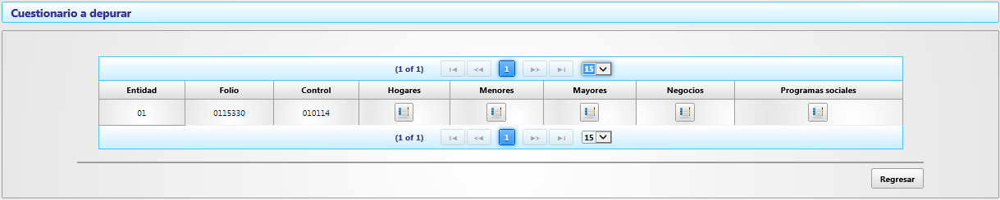 Cuestionario a depurar
(1 of 1) 1 15
Entidad Folio Control Hogares Menores Mayores Negocios Programas sociales
01 0115330 010114
(1 of 1) 1 15
Regresar